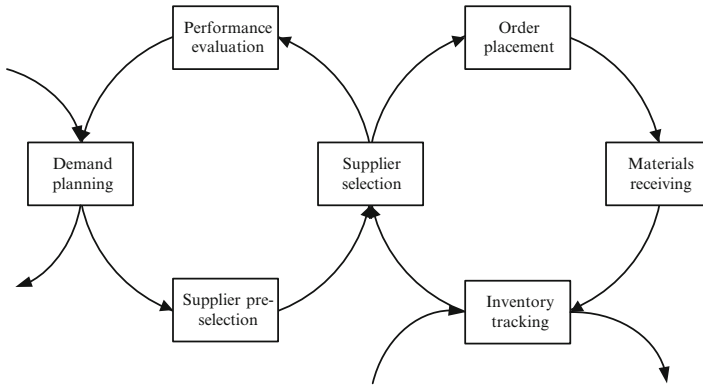 Performance
evaluation
Order
placement
Demand
planning
Supplier
selection
Materials
receiving
Supplier pre-
selection
Inventory
tracking